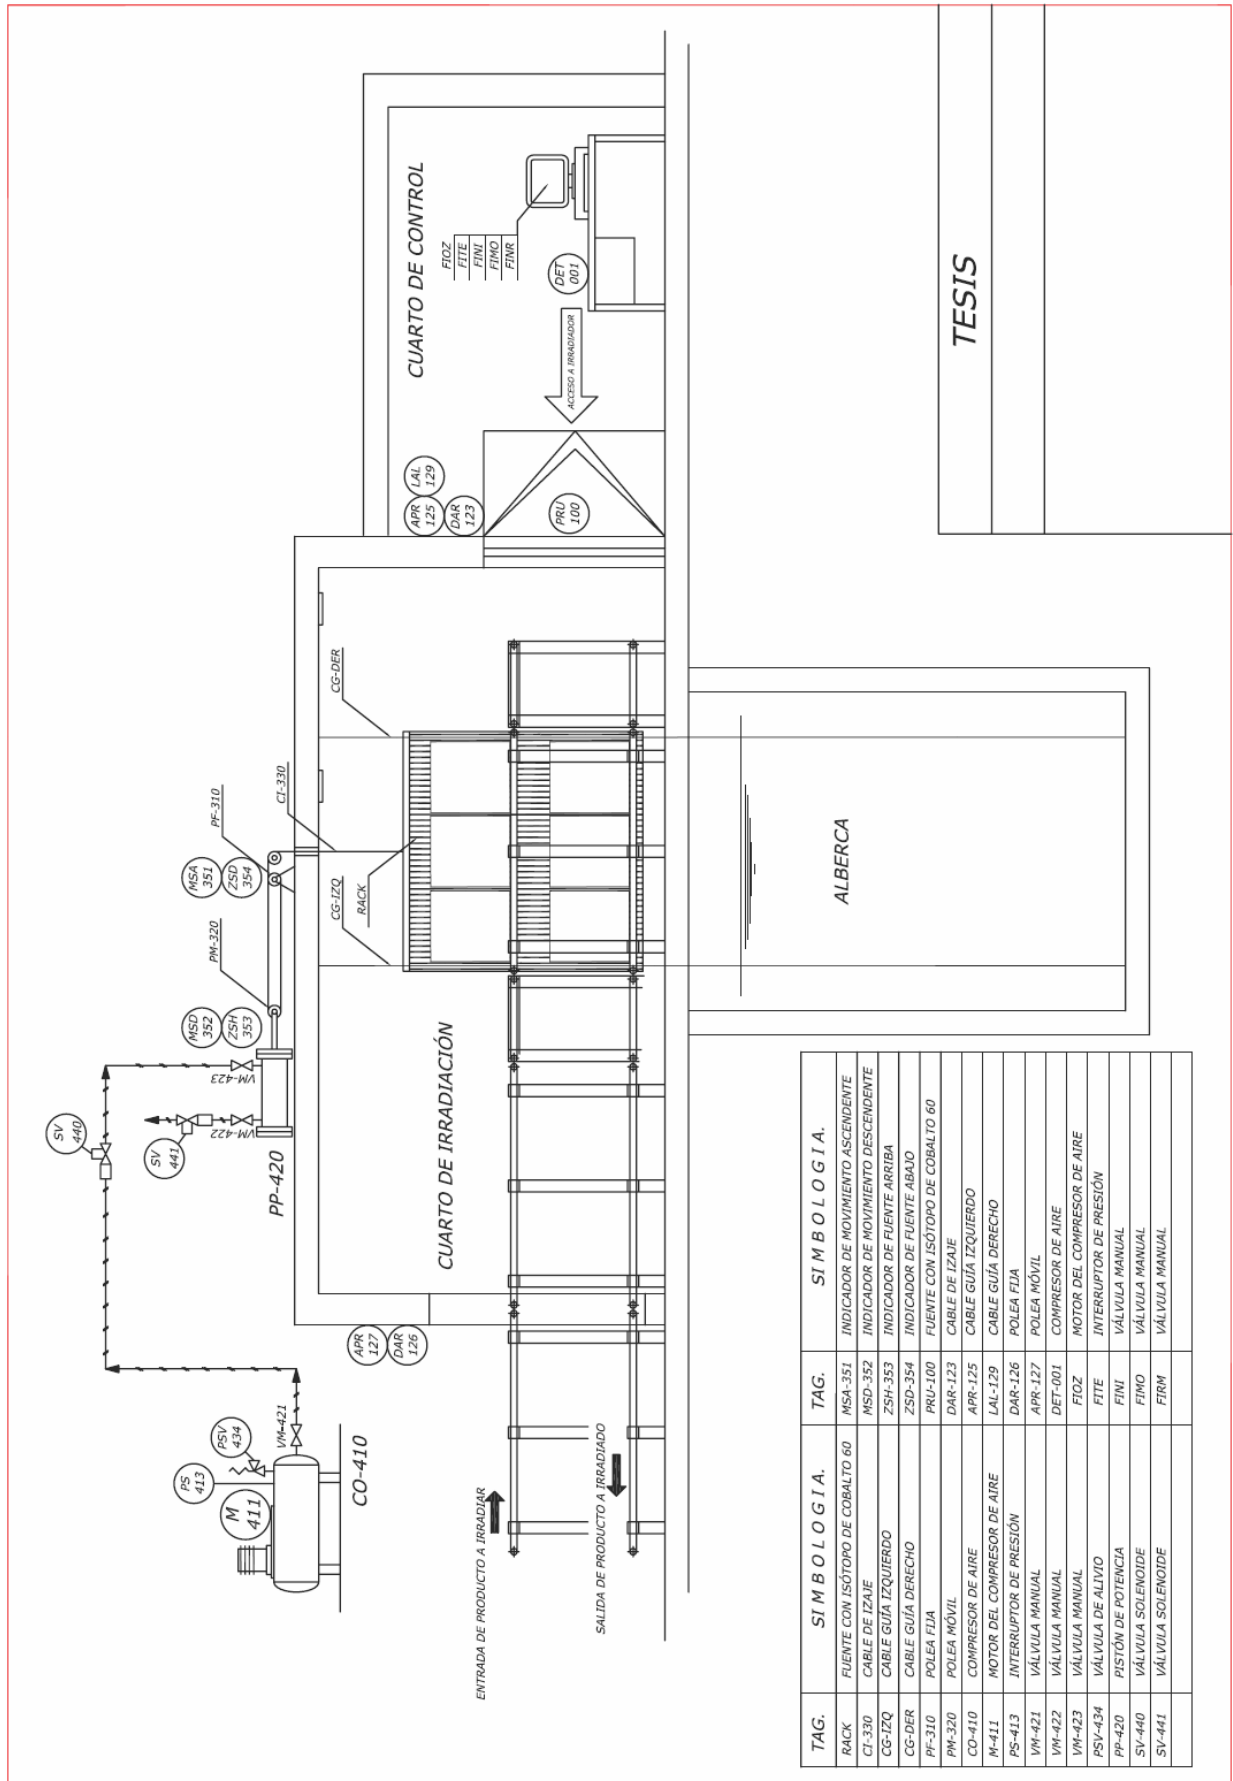 SV
440
SV
441
VM-423
VM-422
PP-420
MSD
352
ZSH
353
PM-320
MSA
351
ZSD
354
PF-310
CI-330
CG-IZQ
RACK
CG-DER
PS
413
PSV
434
M
411
VM-421
CO-410
APR
127
DAR
126
CUARTO DE IRRADIACIÓN
APR
125
LAL
129
DAR
123
PRU
100
CUARTO DE CONTROL
FIOZ
FITE
FINI
FIMO
FINR
DET
001
ACCESO A IRRADIADOR
ENTRADA DE PRODUCTO A IRRADIAR
SALIDA DE PRODUCTO A IRRADIADO
ALBERCA
TAG. SIMBOLOGIA. TAG. SIMBOLOGIA.
RACK FUENTE CON ISÓTOPO DE COBALTO 60 MSA-351 INDICADOR DE MOVIMIENTO ASCENDENTE
CI-330 CABLE DE IZAJE MSD-352 INDICADOR DE MOVIMIENTO DESCENDENTE
CG-IZQ CABLE GUÍA IZQUIERDO ZSH-353 INDICADOR DE FUENTE ARRIBA
CG-DER CABLE GUÍA DERECHO ZSD-354 INDICADOR DE FUENTE ABAJO
PF-310 POLEA FIJA PRU-100 FUENTE CON ISÓTOPO DE COBALTO 60
PM-320 POLEA MÓVIL DAR-123 CABLE DE IZAJE
CO-410 COMPRESOR DE AIRE APR-125 CABLE GUÍA IZQUIERDO
M-411 MOTOR DEL COMPRESOR DE AIRE LAL-129 CABLE GUÍA DERECHO
PS-413 INTERRUPTOR DE PRESIÓN DAR-126 POLEA FIJA
VM-421 VÁLVULA MANUAL APR-127 POLEA MÓVIL
VM-422 VÁLVULA MANUAL DET-001 COMPRESOR DE AIRE
VM-423 VÁLVULA MANUAL FIOZ MOTOR DEL COMPRESOR DE AIRE
PSV-434 VÁLVULA DE ALIVIO FITE INTERRUPTOR DE PRESIÓN
PP-420 PISTÓN DE POTENCIA FINI VÁLVULA MANUAL
SV-440 VÁLVULA SOLENOIDE FIMO VÁLVULA MANUAL
SV-441 VÁLVULA SOLENOIDE FIRM VÁLVULA MANUAL
TESIS